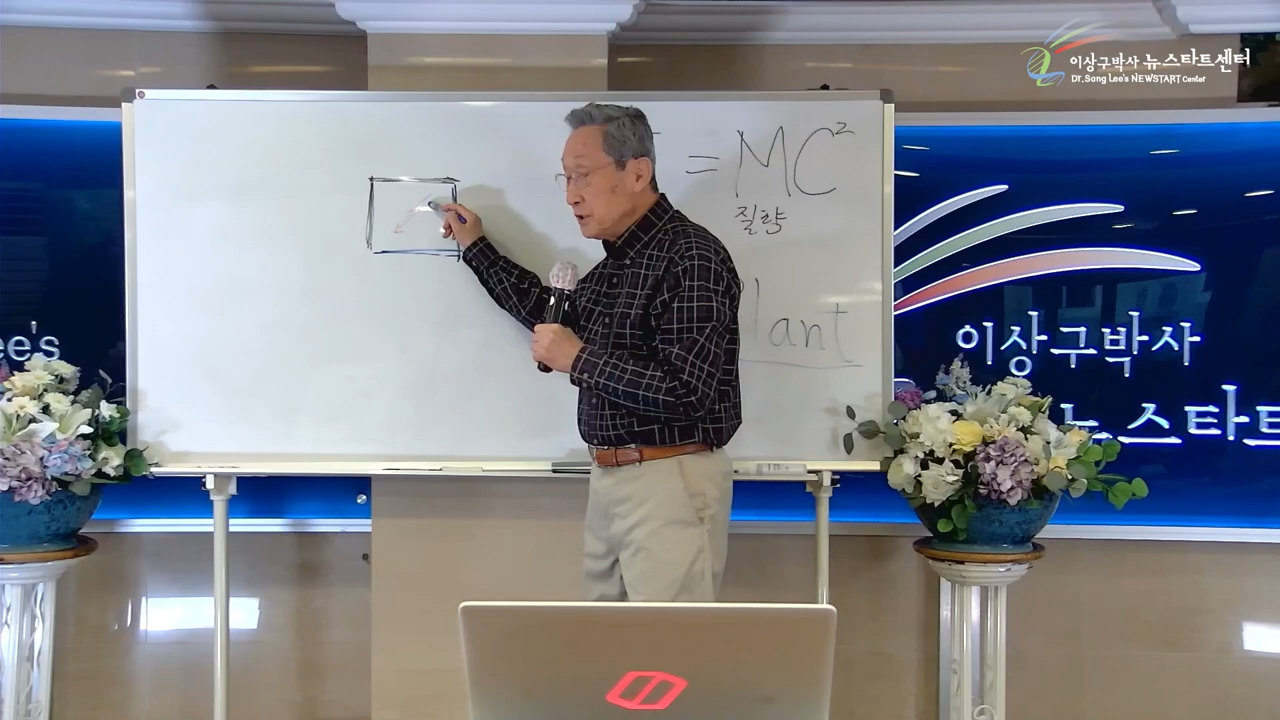 이상구박사 뉴스타트센터
Dr. Sang Lee's NEWSTART Center
= MC²
질량
lant
ee's
이상구박사
뉴스타트